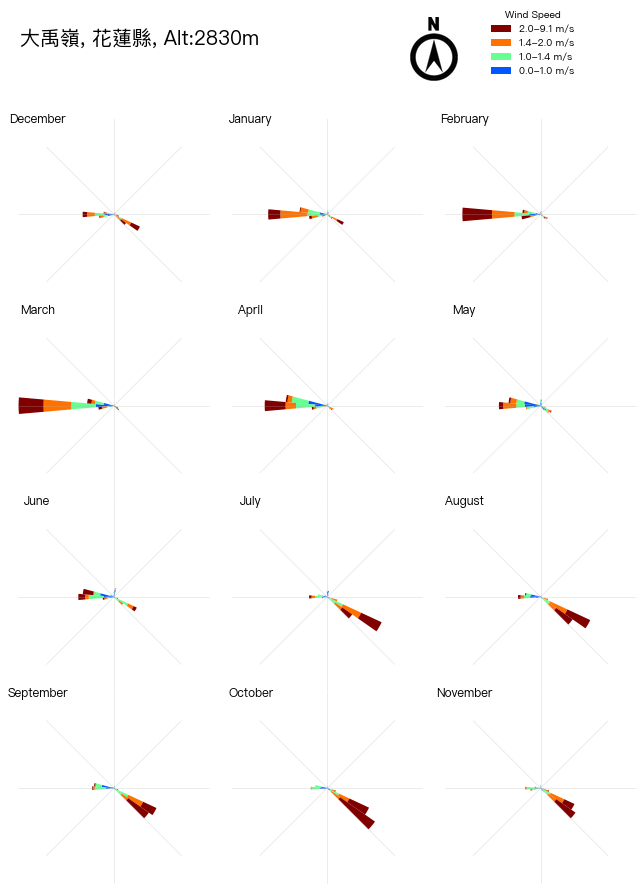 大禹嶺, 花蓮縣, Alt:2830m
N
Wind Speed
2.0–9.1 m/s
1.4–2.0 m/s
1.0–1.4 m/s
0.0–1.0 m/s
December
January
February
March
April
May
June
July
August
September
October
November